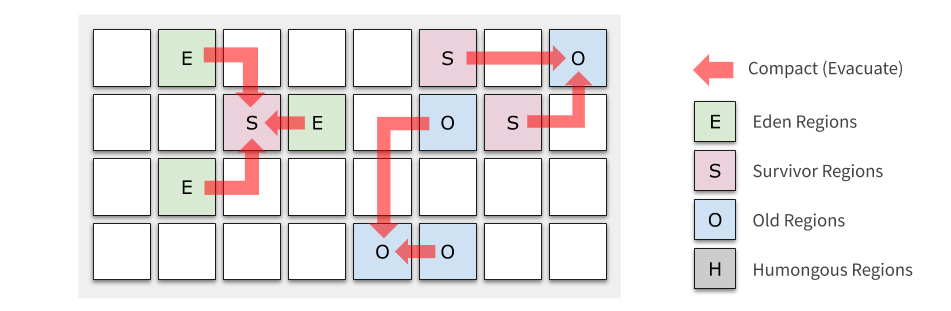 E S O
S E O S
E
O O
Compact (Evacuate)
E Eden Regions
S Survivor Regions
O Old Regions
H Humongous Regions